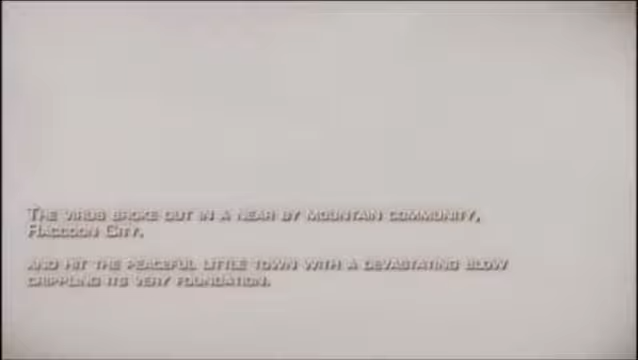 The virus broke out in a near by mountain community,
Raccoon City.
and hit the peaceful little town with a devastating blow
crippling its very foundation.